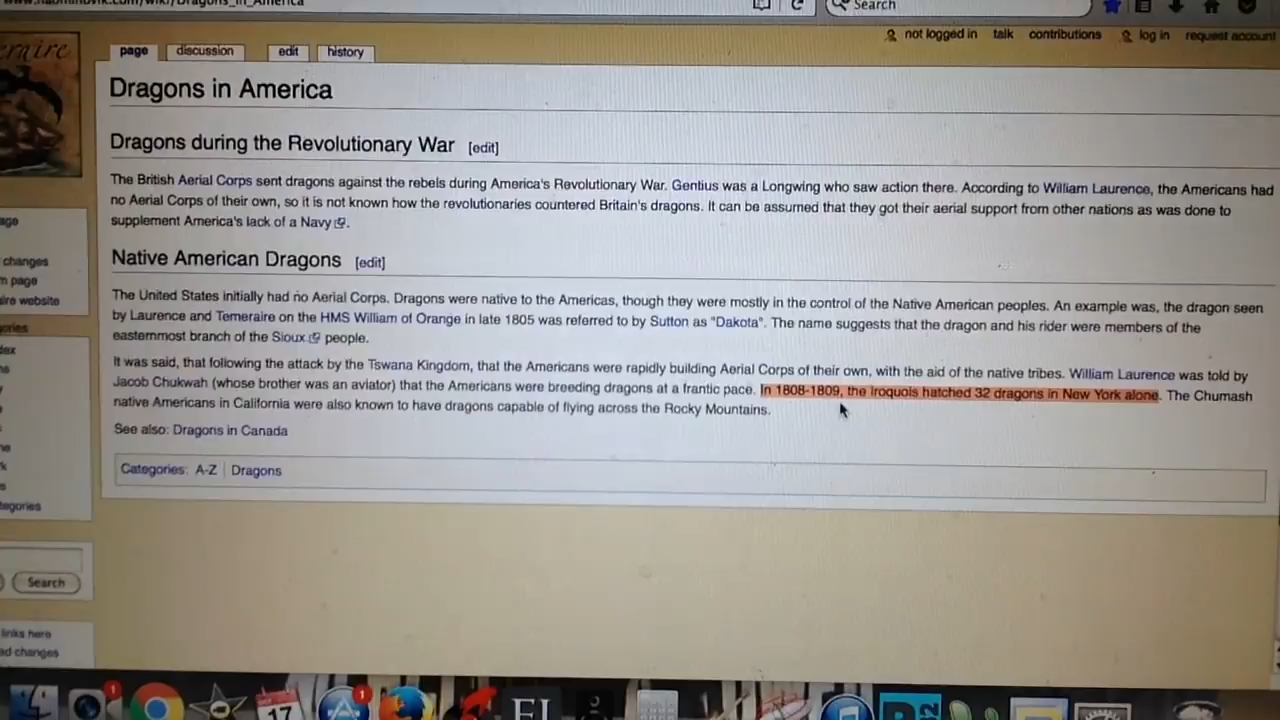 Search
not logged in talk contributions log in request account
page discussion edit history
Dragons in America
Dragons during the Revolutionary War [edit]
The British Aerial Corps sent dragons against the rebels during America's Revolutionary War. Gentius was a Longwing who saw action there. According to William Laurence, the Americans had
no Aerial Corps of their own, so it is not known how the revolutionaries countered Britain's dragons. It can be assumed that they got their aerial support from other nations as was done to
supplement America's lack of a Navy.
Native American Dragons [edit]
The United States initially had no Aerial Corps. Dragons were native to the Americas, though they were mostly in the control of the Native American peoples. An example was, the dragon seen
by Laurence and Temeraire on the HMS William of Orange in late 1805 was referred to by Sutton as "Dakota". The name suggests that the dragon and his rider were members of the
easternmost branch of the Sioux people.
It was said, that following the attack by the Tswana Kingdom, that the Americans were rapidly building Aerial Corps of their own, with the aid of the native tribes. William Laurence was told by
Jacob Chukwah (whose brother was an aviator) that the Americans were breeding dragons at a frantic pace. In 1808-1809, the Iroquois hatched 32 dragons in New York alone. The Chumash
native Americans in California were also known to have dragons capable of flying across the Rocky Mountains.
See also: Dragons in Canada
Categories: A-Z | Dragons
changes
page
website
Search
links here
changes
1
17
1